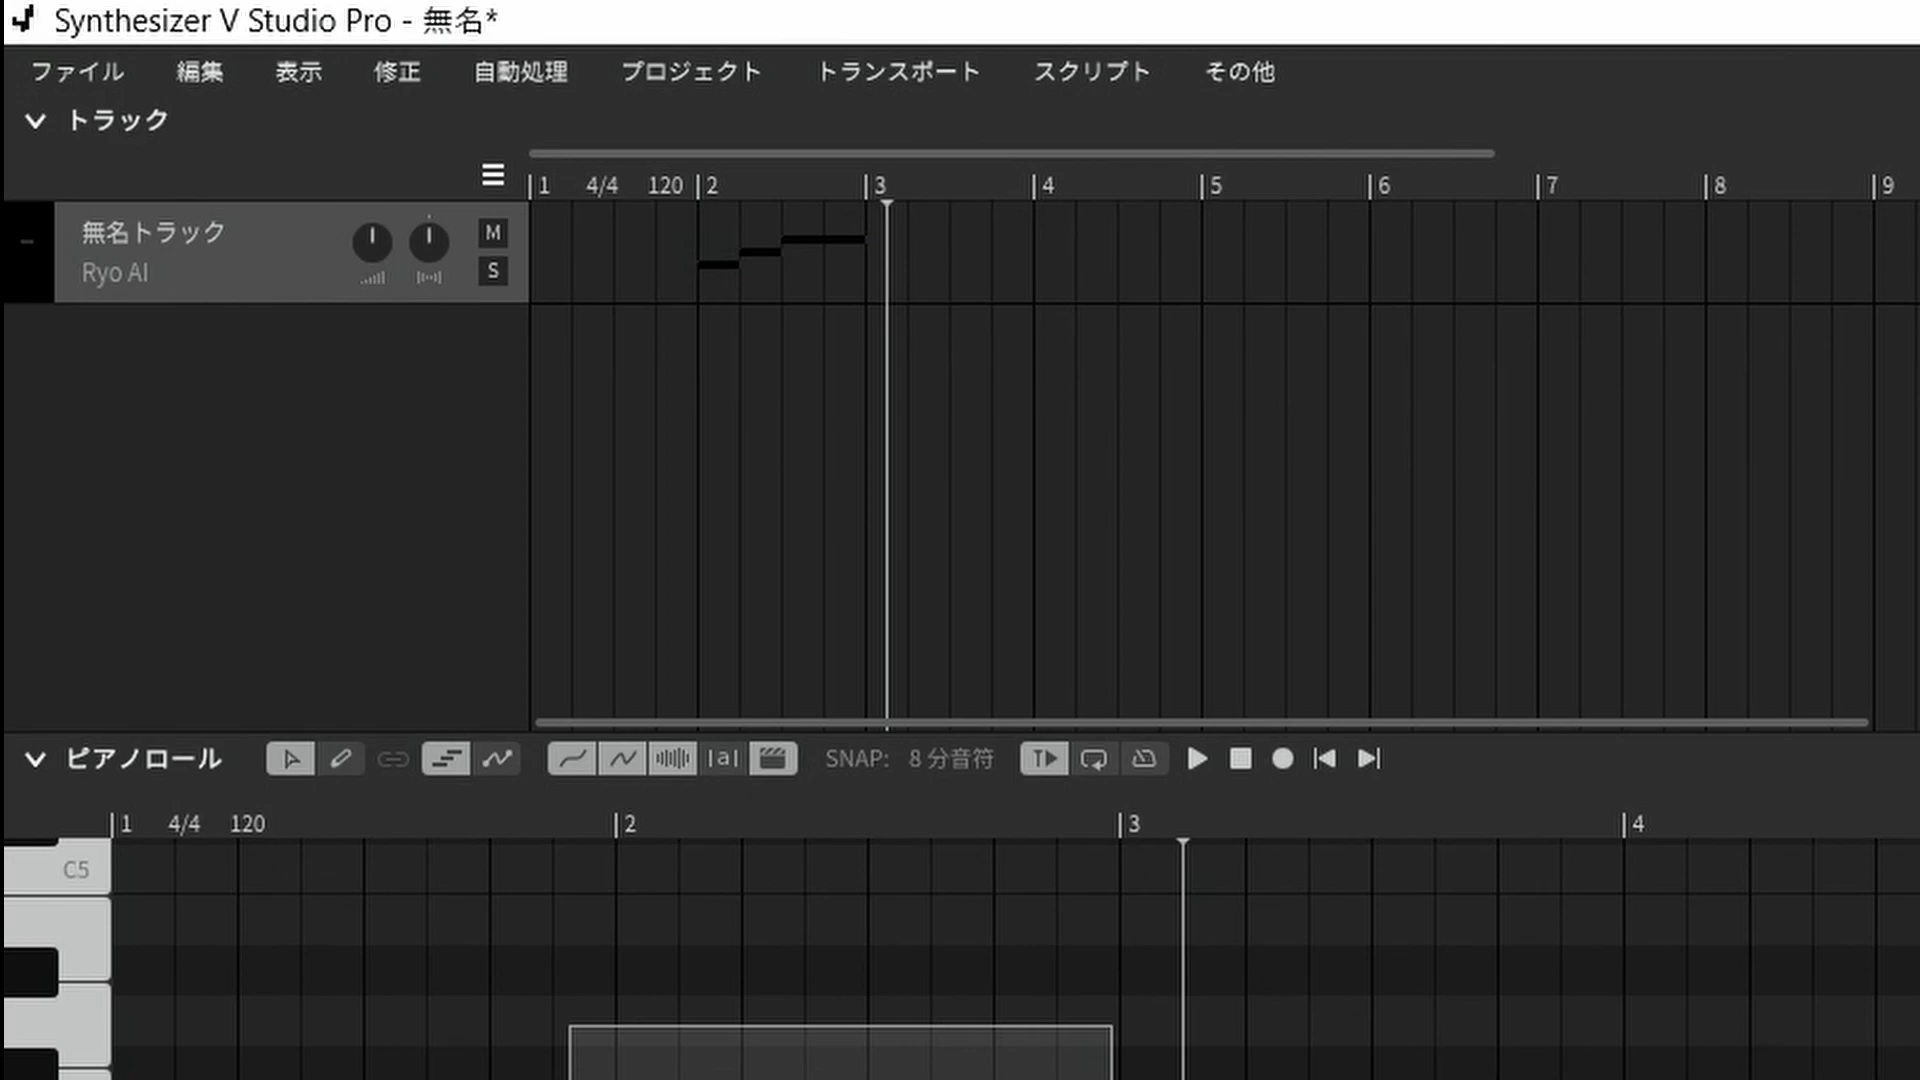 Synthesizer V Studio Pro - 無名*
ファイル 編集 表示 修正 自動処理 プロジェクト トランスポート スクリプト その他
トラック
1 4/4 120 2 3 4 5 6 7 8 9
無名トラック M
Ryo AI S
ピアノロール |a| SNAP: 8 分音符 T
1 4/4 120 2 3 4
C5